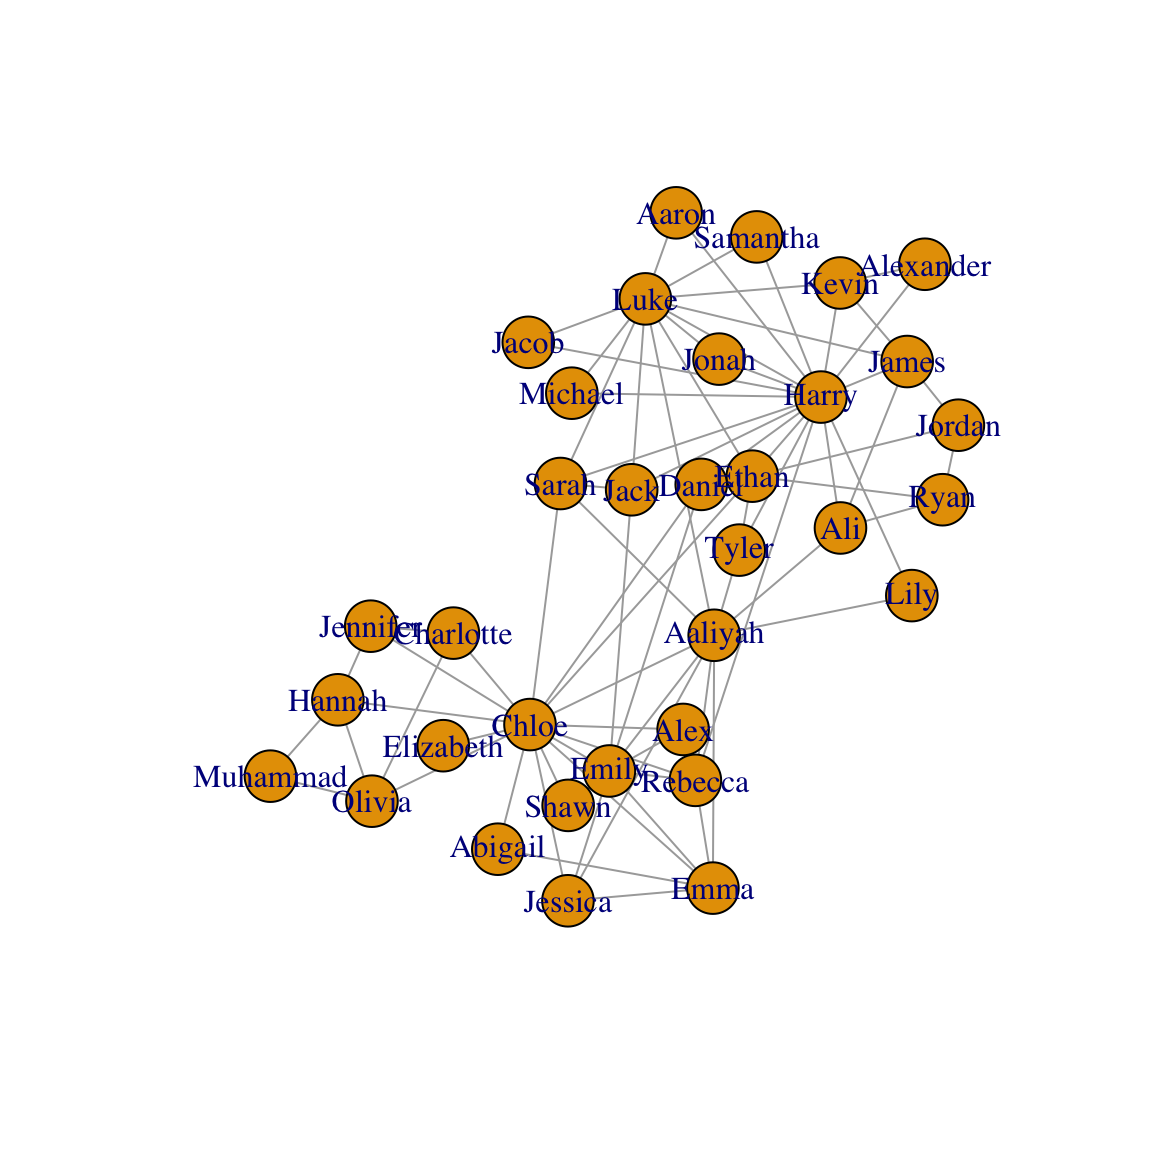 Aaron
Samantha
Alexander
Kevin
Luke
Jacob
Jonah
James
Michael
Harry
Jordan
Sarah
Jack
Daniel
Ethan
Ryan
Ali
Tyler
Lily
Jennifer
Charlotte
Aaliyah
Hannah
Chloe
Alex
Elizabeth
Emily
Muhammad
Rebecca
Olivia
Shawn
Abigail
Emma
Jessica